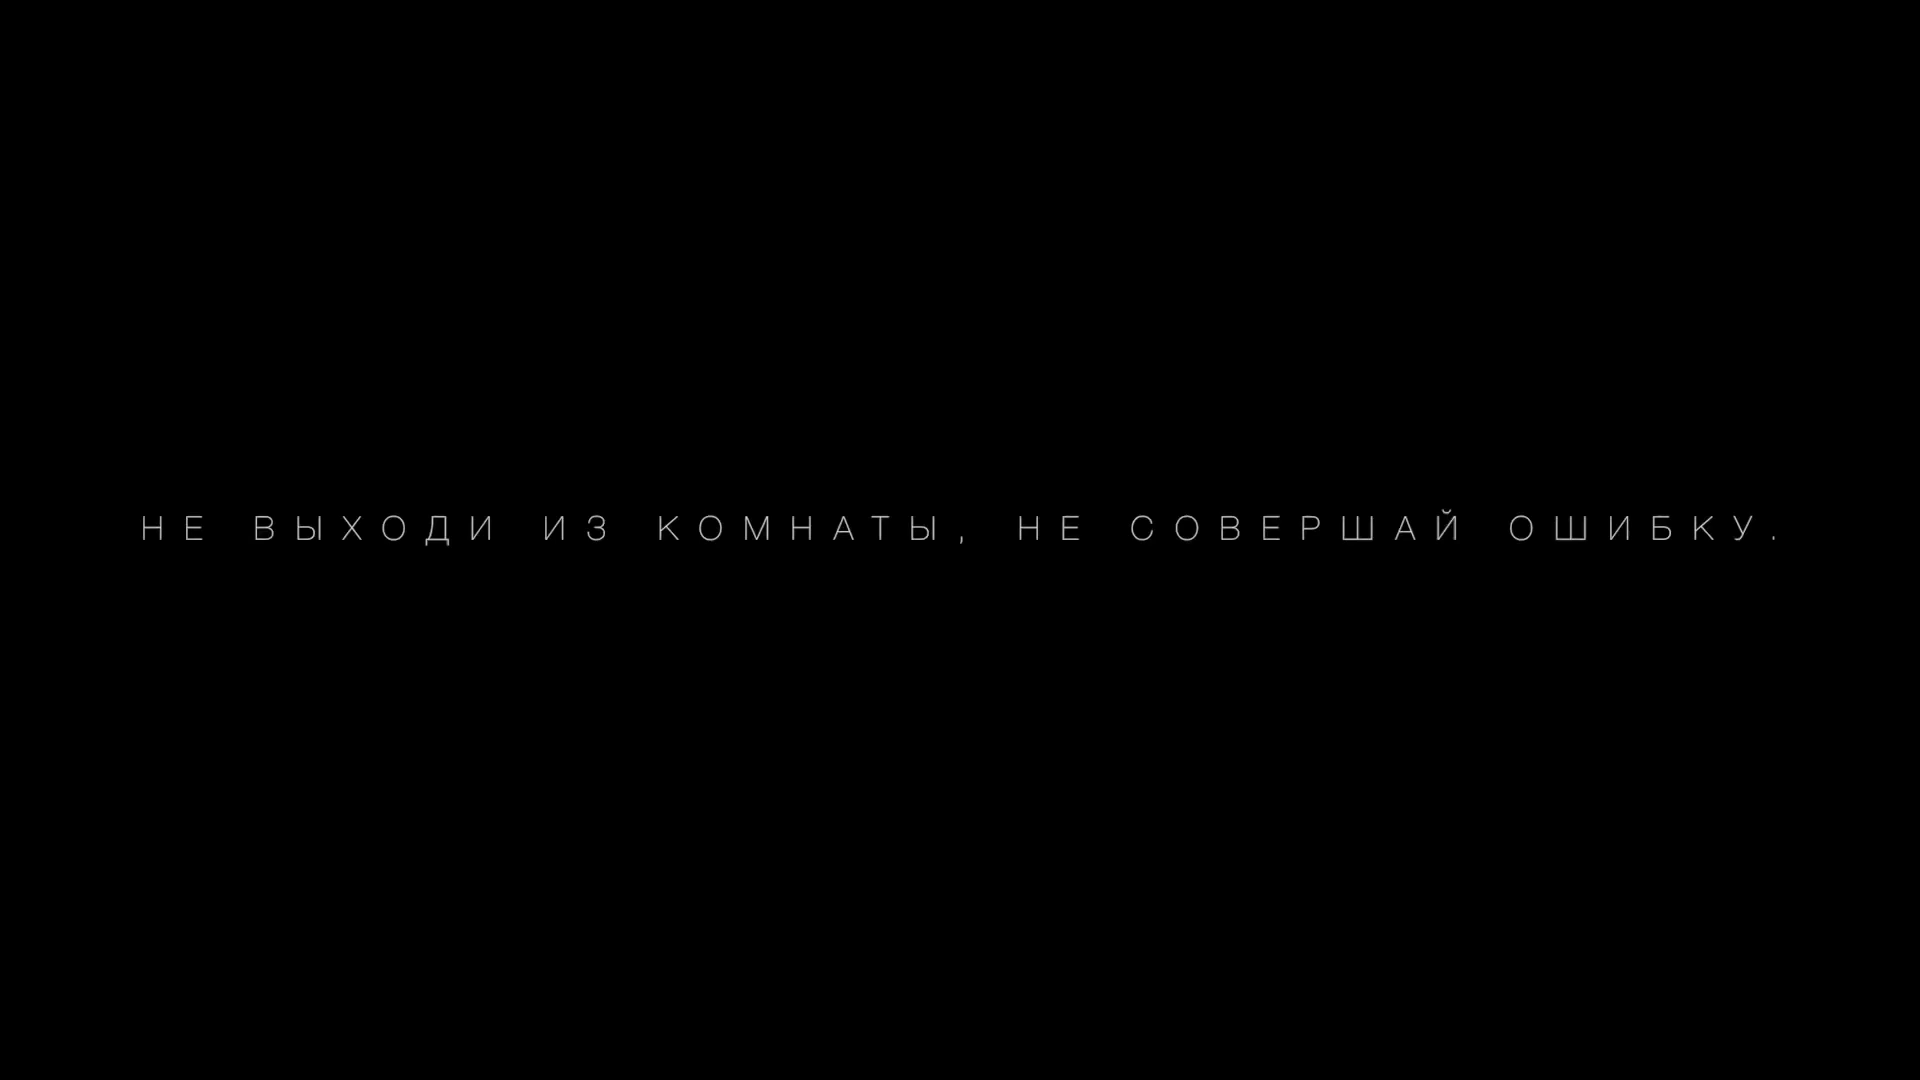 НЕ ВЫХОДИ ИЗ КОМНАТЫ, НЕ СОВЕРШАЙ ОШИБКУ.